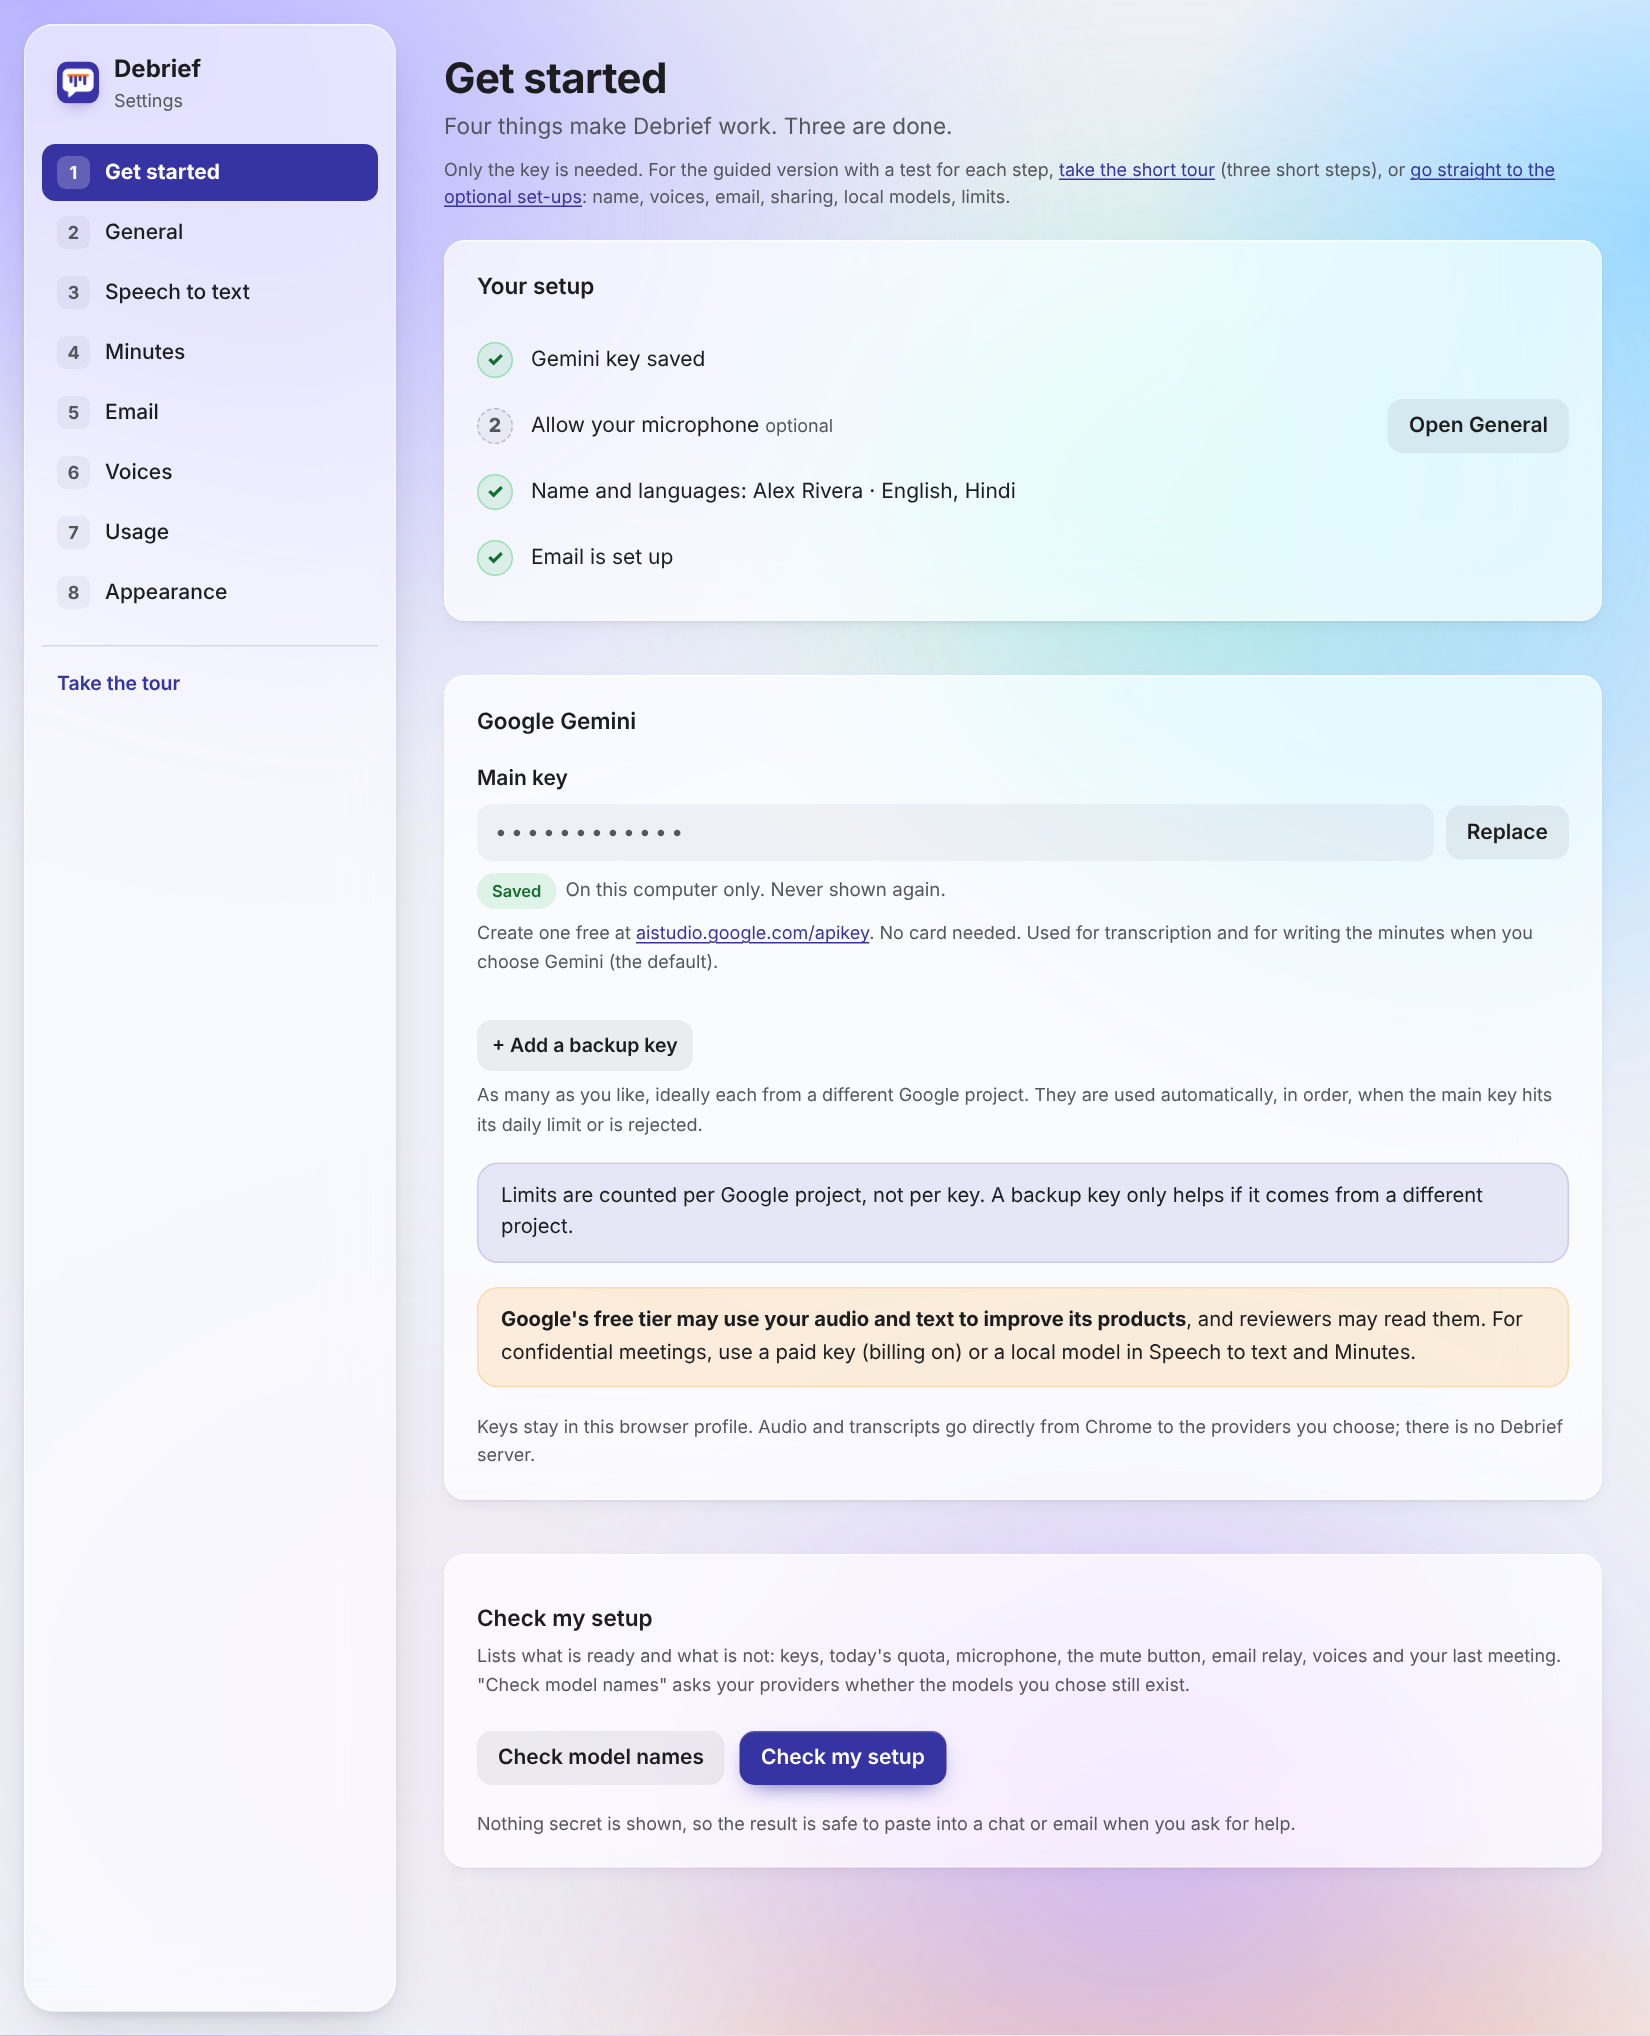 Debrief
Settings
1 Get started
2 General
3 Speech to text
4 Minutes
5 Email
6 Voices
7 Usage
8 Appearance
Take the tour
Get started
Four things make Debrief work. Three are done.
Only the key is needed. For the guided version with a test for each step, take the short tour (three short steps), or go straight to the
optional set-ups: name, voices, email, sharing, local models, limits.
Your setup
Gemini key saved
2 Allow your microphone optional
Open General
Name and languages: Alex Rivera · English, Hindi
Email is set up
Google Gemini
Main key
••••••••••••
Replace
Saved On this computer only. Never shown again.
Create one free at aistudio.google.com/apikey. No card needed. Used for transcription and for writing the minutes when you
choose Gemini (the default).
+ Add a backup key
As many as you like, ideally each from a different Google project. They are used automatically, in order, when the main key hits
its daily limit or is rejected.
Limits are counted per Google project, not per key. A backup key only helps if it comes from a different
project.
Google's free tier may use your audio and text to improve its products, and reviewers may read them. For
confidential meetings, use a paid key (billing on) or a local model in Speech to text and Minutes.
Keys stay in this browser profile. Audio and transcripts go directly from Chrome to the providers you choose; there is no Debrief
server.
Check my setup
Lists what is ready and what is not: keys, today's quota, microphone, the mute button, email relay, voices and your last meeting.
"Check model names" asks your providers whether the models you chose still exist.
Check model names
Check my setup
Nothing secret is shown, so the result is safe to paste into a chat or email when you ask for help.